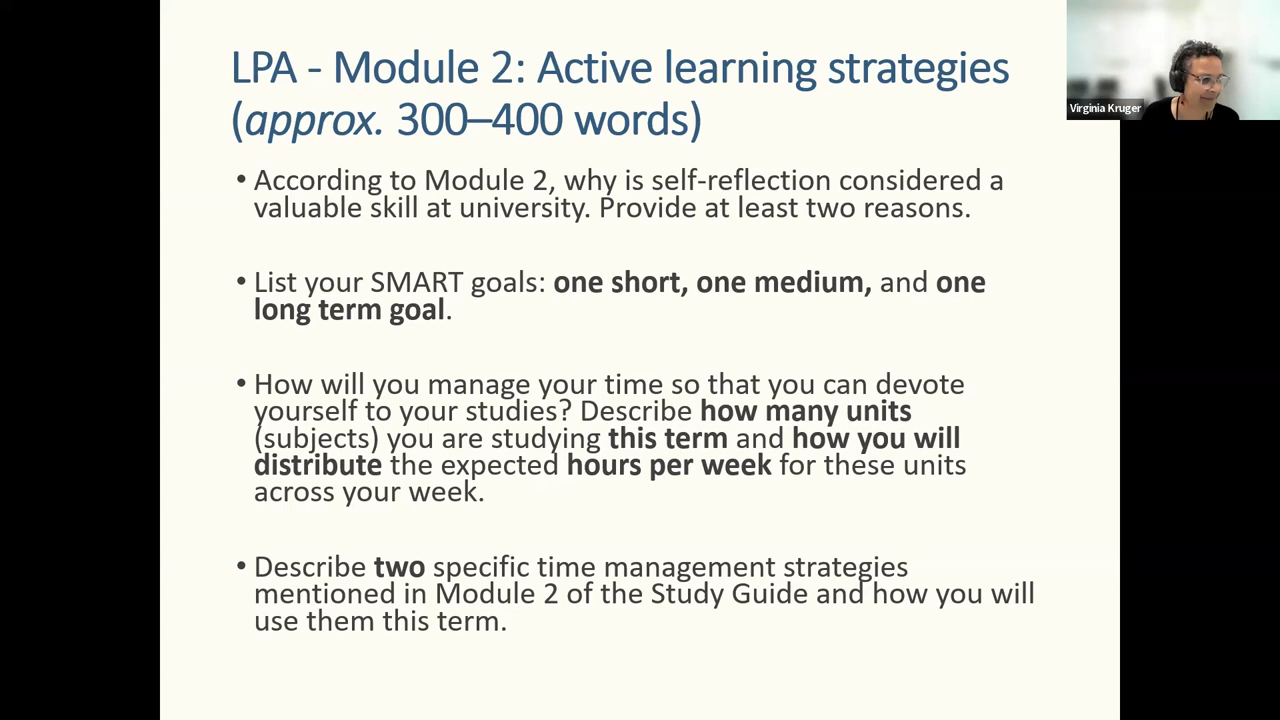 LPA - Module 2: Active learning strategies
(approx. 300–400 words)
• According to Module 2, why is self-reflection considered a
valuable skill at university. Provide at least two reasons.
• List your SMART goals: one short, one medium, and one
long term goal.
• How will you manage your time so that you can devote
yourself to your studies? Describe how many units
(subjects) you are studying this term and how you will
distribute the expected hours per week for these units
across your week.
• Describe two specific time management strategies
mentioned in Module 2 of the Study Guide and how you will
use them this term.
Virginia Kruger